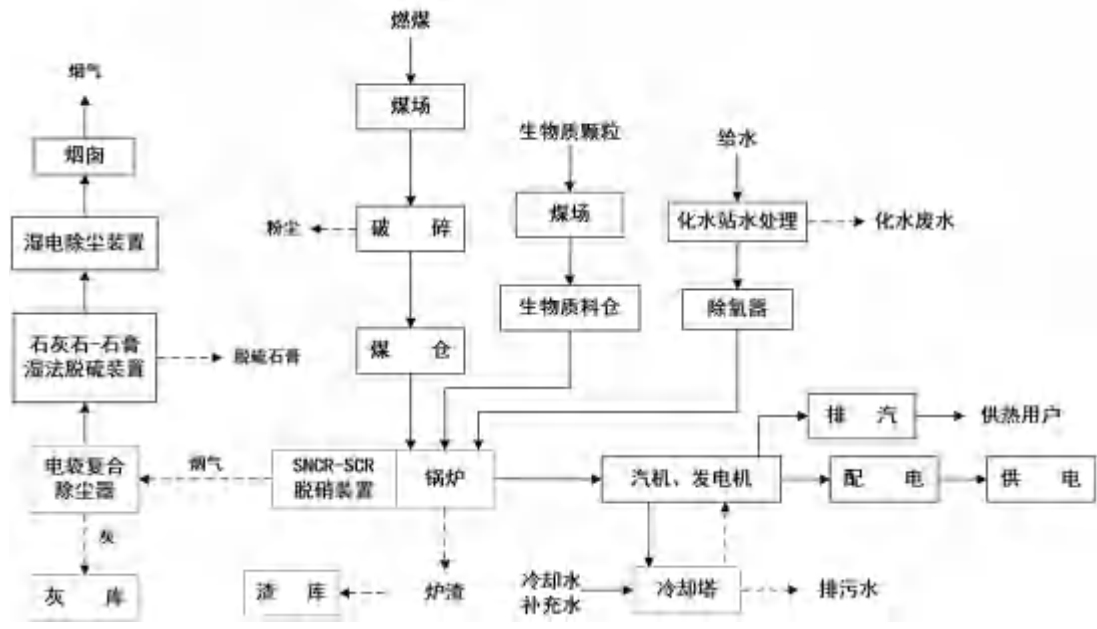 燃煤
烟气
煤场
生物质颗粒
给水
烟囱
煤场
化水站水处理
化水废水
粉尘
破 碎
湿电除尘装置
生物质料仓
除氧器
石灰石-石膏
湿法脱硫装置
脱硫石膏
煤 仓
排 汽
供热用户
电袋复合
除尘器
烟气
SNCR-SCR
脱硝装置
锅炉
汽机、发电机
配 电
供 电
灰
灰 库
渣 库
炉渣
冷却水
补充水
冷却塔
排污水